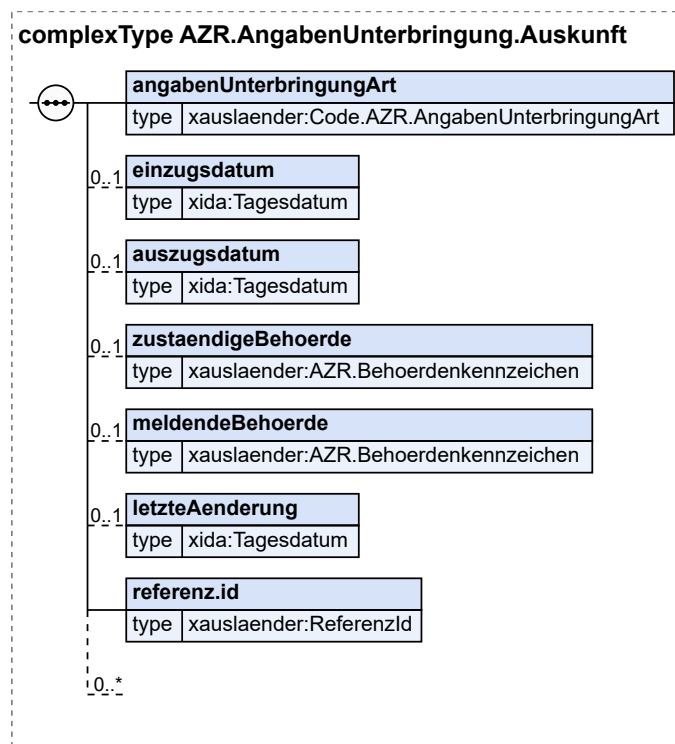 complexType AZR.AngabenUnterbringung.Auskunft
angabenUnterbringungArt
type xauslaender:Code.AZR.AngabenUnterbringungArt
0..1 einzugsdatum
type xida:Tagesdatum
0..1 auszugsdatum
type xida:Tagesdatum
0..1 zustaendigeBehoerde
type xauslaender:AZR.Behoerdenkennzeichen
0..1 meldendeBehoerde
type xauslaender:AZR.Behoerdenkennzeichen
0..1 letzteAenderung
type xida:Tagesdatum
referenz.id
type xauslaender:ReferenzId
0..*